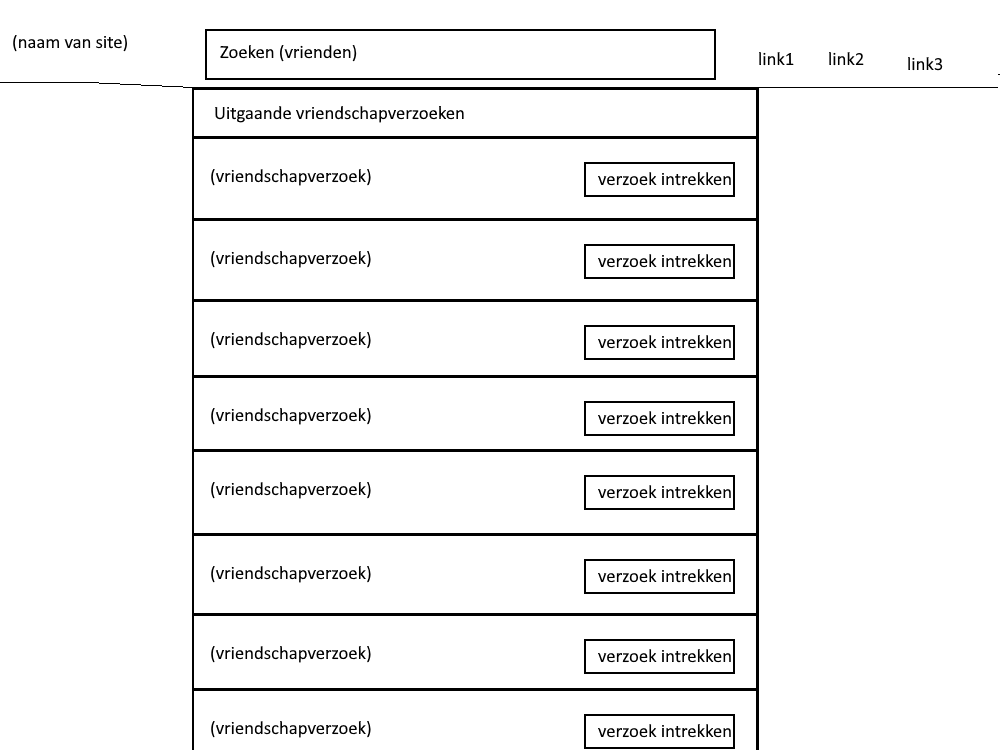 (naam van site)
Zoeken (vrienden)
link1
link2
link3
Uitgaande vriendschapverzoeken
(vriendschapverzoek)
verzoek intrekken
(vriendschapverzoek)
verzoek intrekken
(vriendschapverzoek)
verzoek intrekken
(vriendschapverzoek)
verzoek intrekken
(vriendschapverzoek)
verzoek intrekken
(vriendschapverzoek)
verzoek intrekken
(vriendschapverzoek)
verzoek intrekken
(vriendschapverzoek)
verzoek intrekken